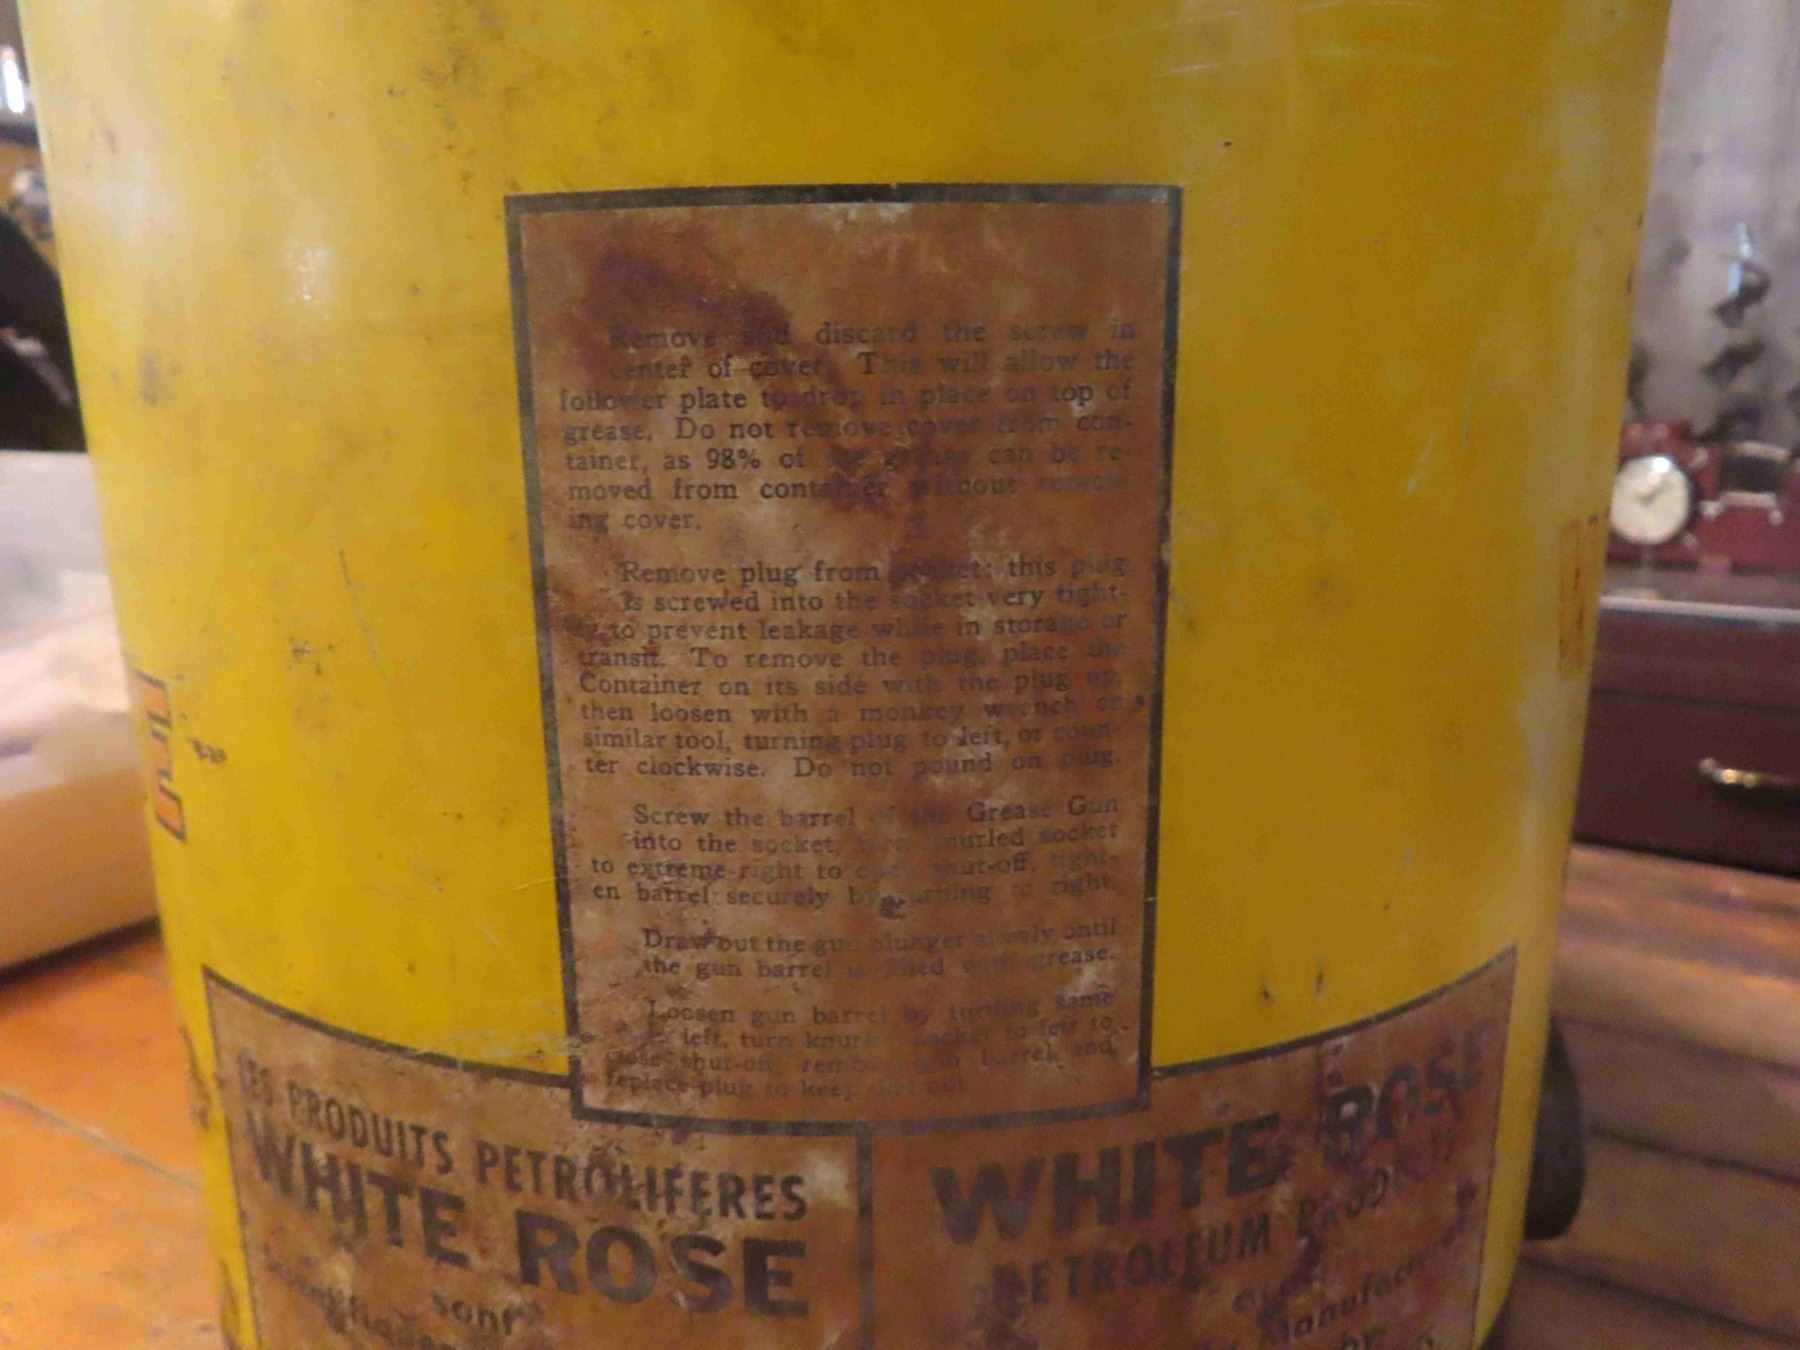 Remove and discard the screw in
center of cover. This will allow the
follower plate to drop in place on top of
grease. Do not remove cover from con-
tainer, as 98% of the grease can be re-
moved from container without remov-
ing cover.
Remove plug from socket; this plug
is screwed into the socket very tight-
to prevent leakage while in storage or
transit. To remove the plug, place the
Container on its side with the plug up,
then loosen with a monkey wrench or
similar tool, turning plug to left, or coun-
ter clockwise. Do not pound on plug.
Screw the barrel of the Grease Gun
into the socket, knurled socket
to extreme right to open shut-off, tight-
en barrel securely by turning to right.
Draw out the gun plunger slowly until
the gun barrel is filled with grease.
Loosen gun barrel by turning same
left, turn knurled socket to left to
close shut-off, remove gun barrel and
replace plug to keep dirt out.
LES PRODUITS PETROLIFERES
WHITE ROSE
sont
WHITE ROSE
PETROLEUM PRODUCTS
are
by